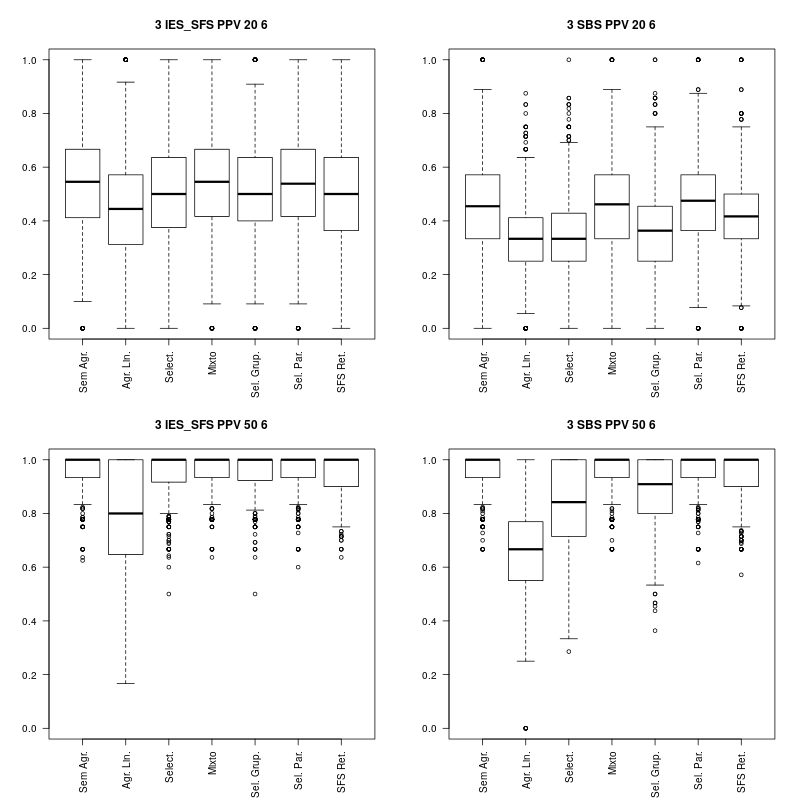 3 IES_SFS PPV 20 6
1.0
0.8
0.6
0.4
0.2
0.0
Sem Agr.
Agr. Lin.
Select.
Mixto
Sel. Grup.
Sel. Par.
SFS Ret.
3 SBS PPV 20 6
1.0
0.8
0.6
0.4
0.2
0.0
Sem Agr.
Agr. Lin.
Select.
Mixto
Sel. Grup.
Sel. Par.
SFS Ret.
3 IES_SFS PPV 50 6
1.0
0.8
0.6
0.4
0.2
0.0
Sem Agr.
Agr. Lin.
Select.
Mixto
Sel. Grup.
Sel. Par.
SFS Ret.
3 SBS PPV 50 6
1.0
0.8
0.6
0.4
0.2
0.0
Sem Agr.
Agr. Lin.
Select.
Mixto
Sel. Grup.
Sel. Par.
SFS Ret.